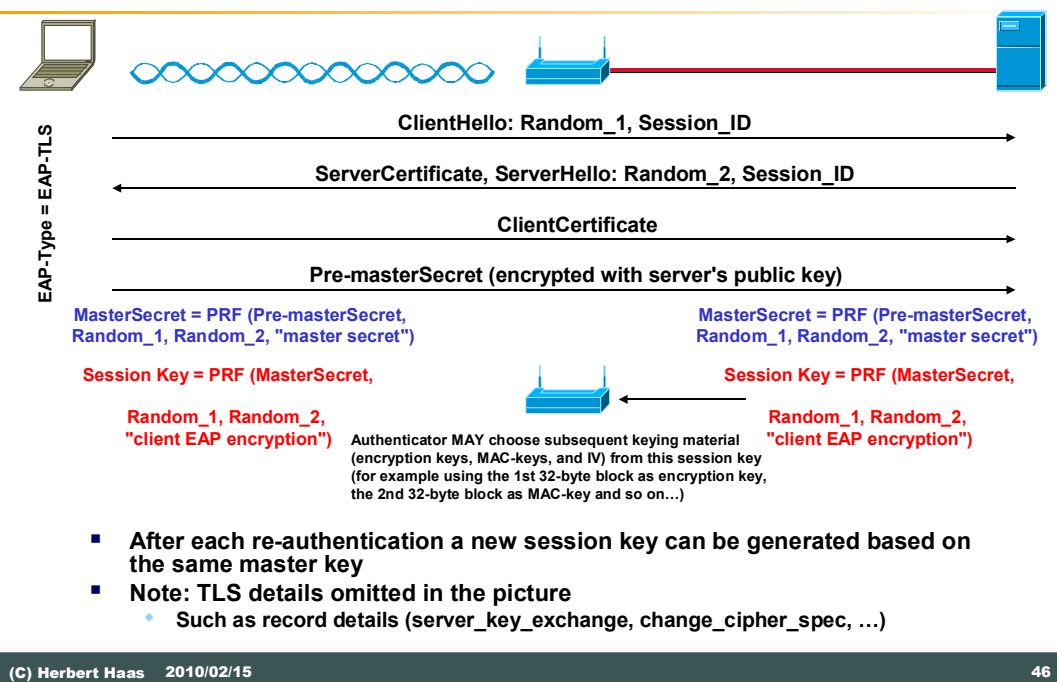 ClientHello: Random_1, Session_ID
EAP-Type = EAP-TLS
ServerCertificate, ServerHello: Random_2, Session_ID
ClientCertificate
Pre-masterSecret (encrypted with server's public key)
MasterSecret = PRF (Pre-masterSecret,
Random_1, Random_2, "master secret")
MasterSecret = PRF (Pre-masterSecret,
Random_1, Random_2, "master secret")
Session Key = PRF (MasterSecret,
Random_1, Random_2,
"client EAP encryption")
Session Key = PRF (MasterSecret,
Random_1, Random_2,
"client EAP encryption")
Authenticator MAY choose subsequent keying material
(encryption keys, MAC-keys, and IV) from this session key
(for example using the 1st 32-byte block as encryption key,
the 2nd 32-byte block as MAC-key and so on…)
After each re-authentication a new session key can be generated based on
the same master key
Note: TLS details omitted in the picture
Such as record details (server_key_exchange, change_cipher_spec, …)
(C) Herbert Haas 2010/02/15
46